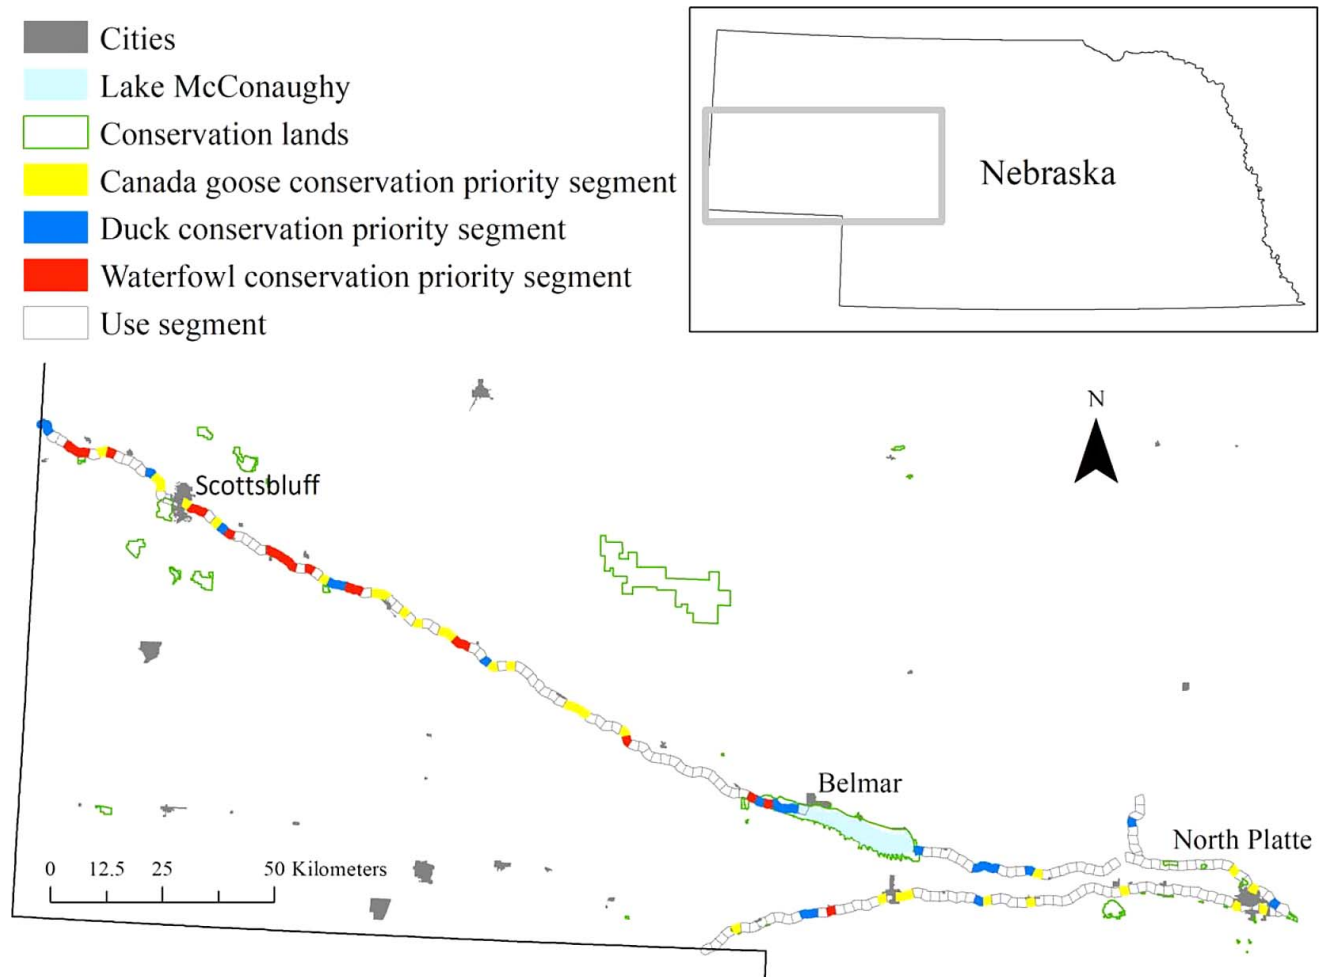 Cities
Lake McConaughy
Conservation lands
Canada goose conservation priority segment
Duck conservation priority segment
Waterfowl conservation priority segment
Use segment
Nebraska
N
Scottsbluff
Belmar
North Platte
0 12.5 25 50 Kilometers